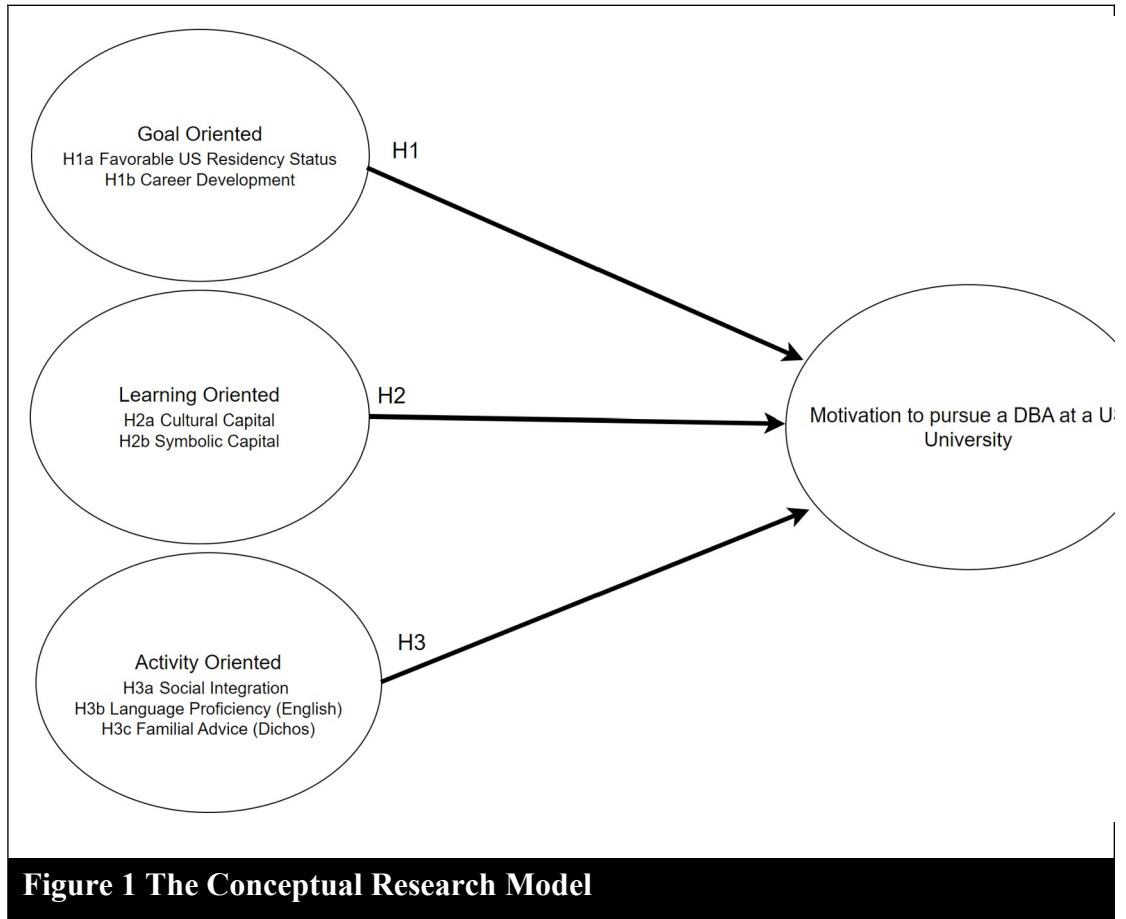 Goal Oriented
H1a Favorable US Residency Status
H1b Career Development
H1
Learning Oriented
H2a Cultural Capital
H2b Symbolic Capital
H2
Motivation to pursue a DBA at a
University
Activity Oriented
H3a Social Integration
H3b Language Proficiency (English)
H3c Familial Advice (Dichos)
H3
Figure 1 The Conceptual Research Model